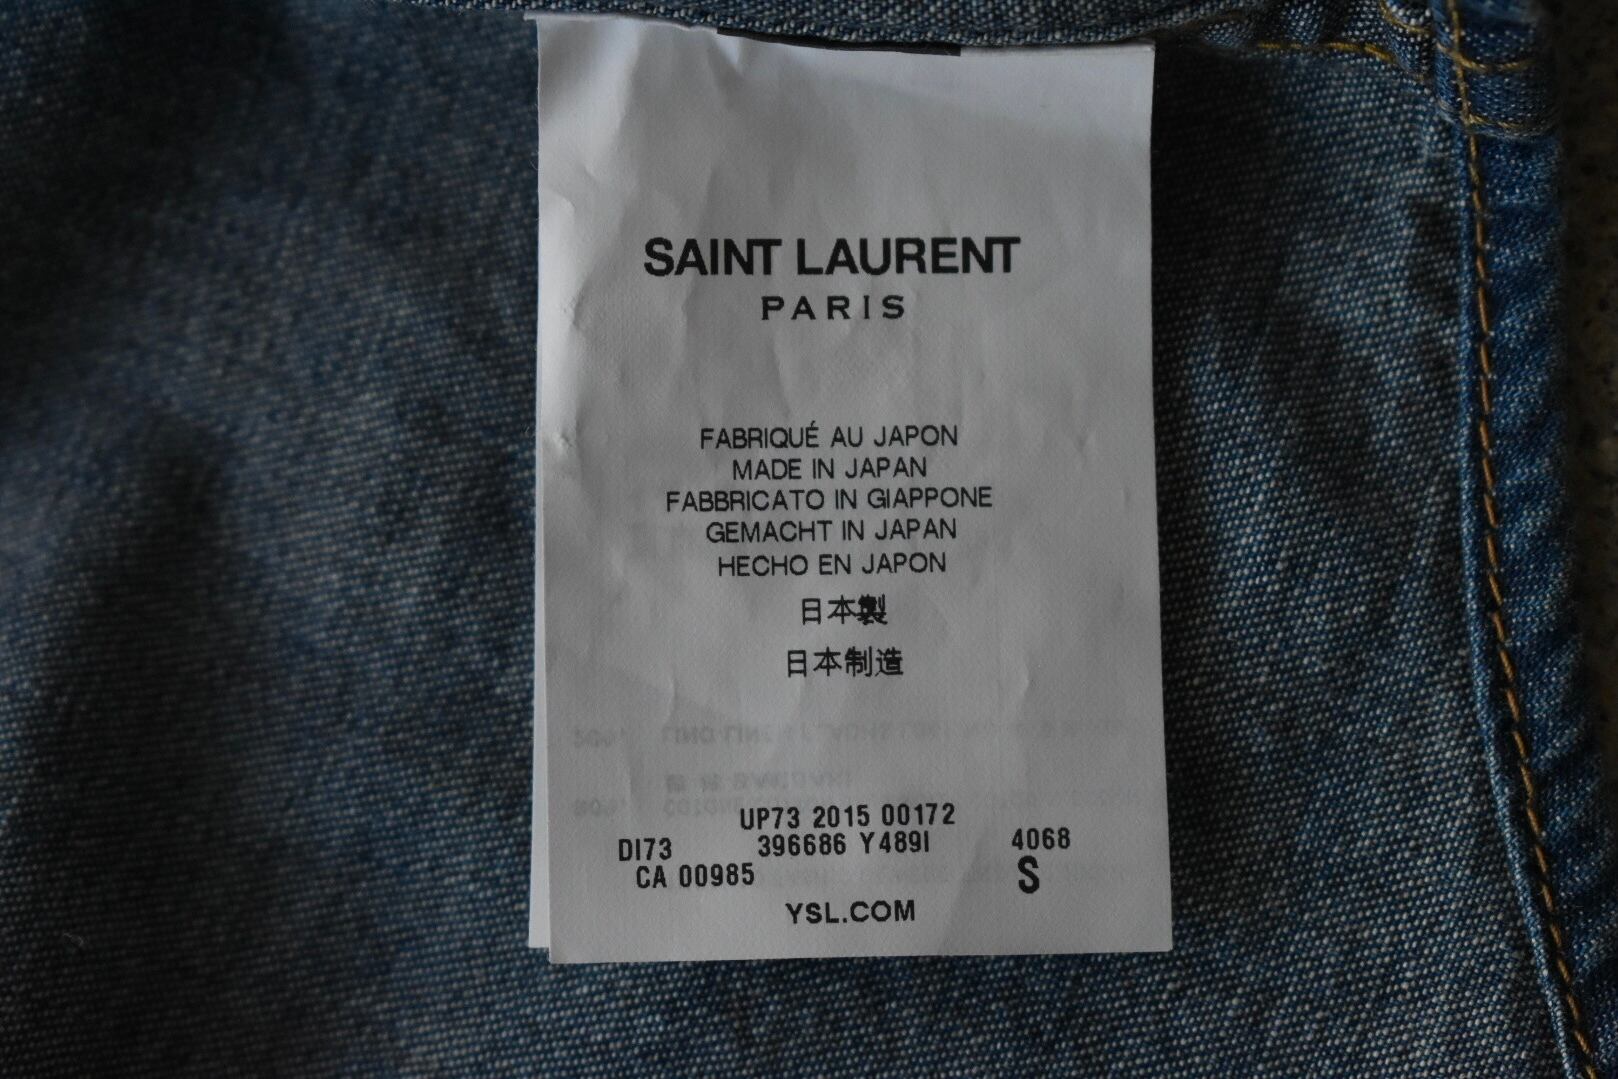 SAINT LAURENT
PARIS
FABRIQUÉ AU JAPON
MADE IN JAPAN
FABBRICATO IN GIAPPONE
GEMACHT IN JAPAN
HECHO EN JAPON
日本製
日本制造
UP73 2015 00172
DI73 396686 Y489I 4068
CA 00985 S
YSL.COM